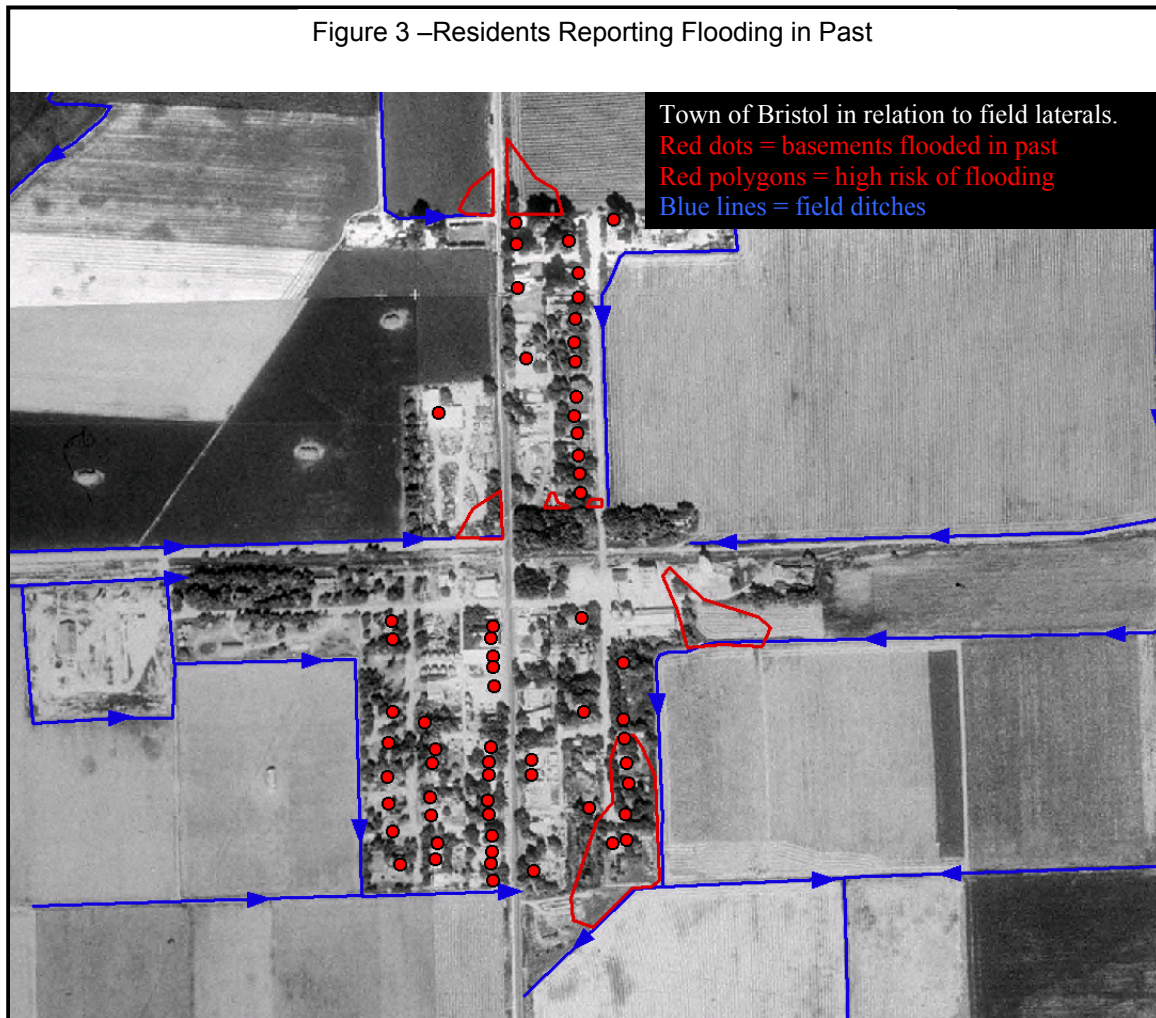 Figure 3 –Residents Reporting Flooding in Past
Town of Bristol in relation to field laterals.
Red dots = basements flooded in past
Red polygons = high risk of flooding
Blue lines = field ditches